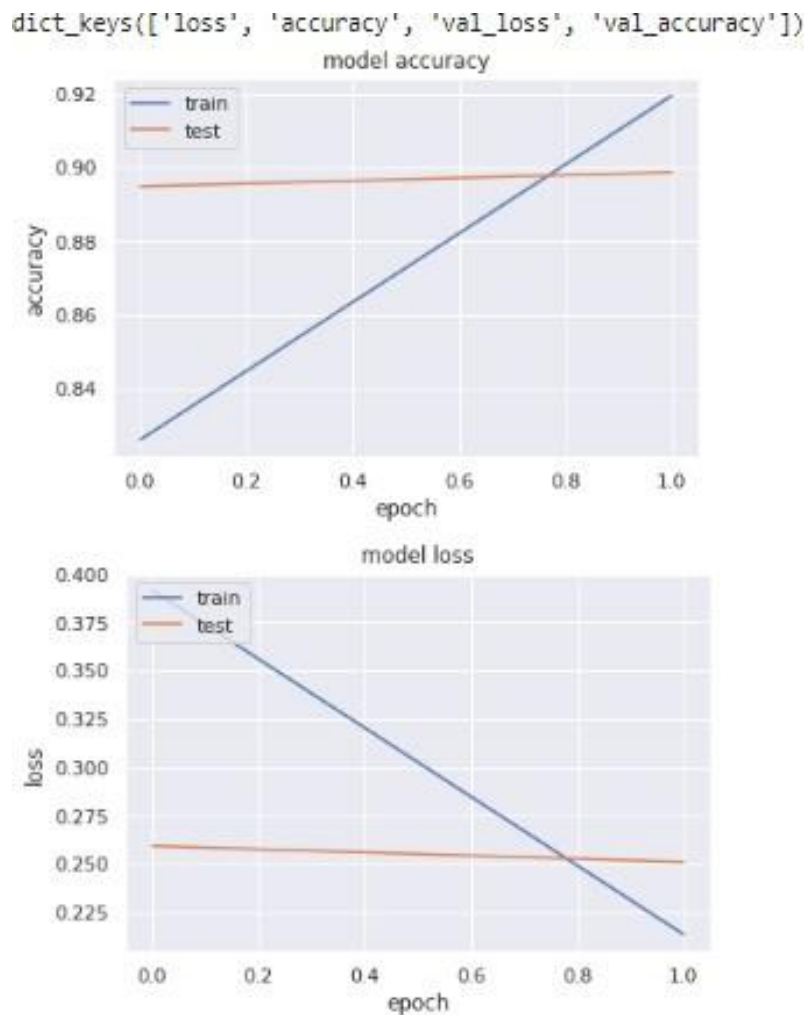 dict_keys(['loss', 'accuracy', 'val_loss', 'val_accuracy'])
model accuracy
train
test
0.92
0.90
0.88
0.86
0.84
accuracy
0.0 0.2 0.4 0.6 0.8 1.0
epoch
model loss
train
test
0.400
0.375
0.350
0.325
0.300
0.275
0.250
0.225
loss
0.0 0.2 0.4 0.6 0.8 1.0
epoch